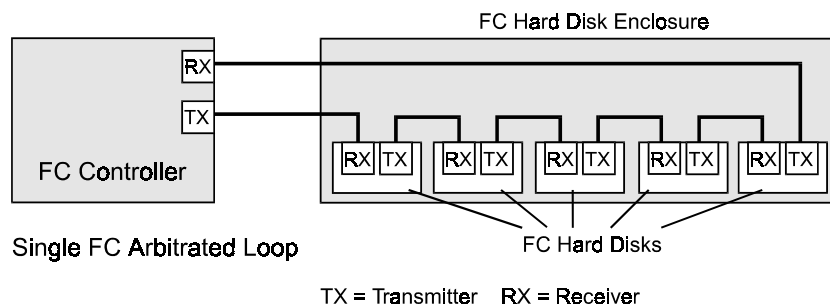 FC Hard Disk Enclosure
RX
TX
FC Controller
RX TX RX TX RX TX RX TX RX TX
FC Hard Disks
Single FC Arbitrated Loop
TX = Transmitter RX = Receiver